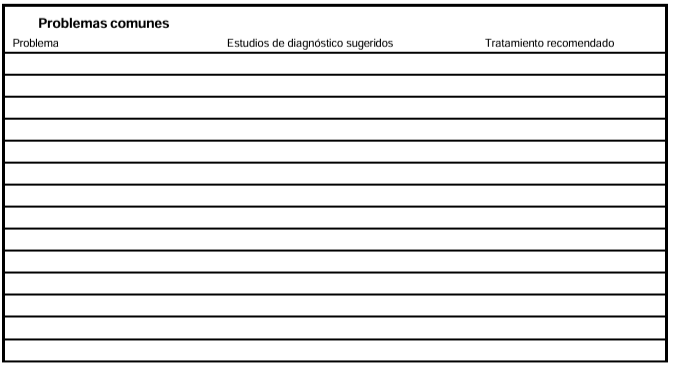 Problemas comunes
Problema Estudios de diagnóstico sugeridos Tratamiento recomendado